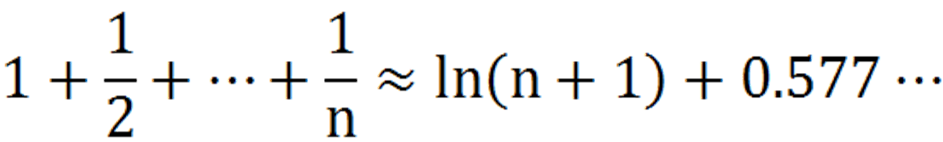 1 + 1/2 + ⋯ + 1/n ≈ ln(n + 1) + 0.577 ⋯